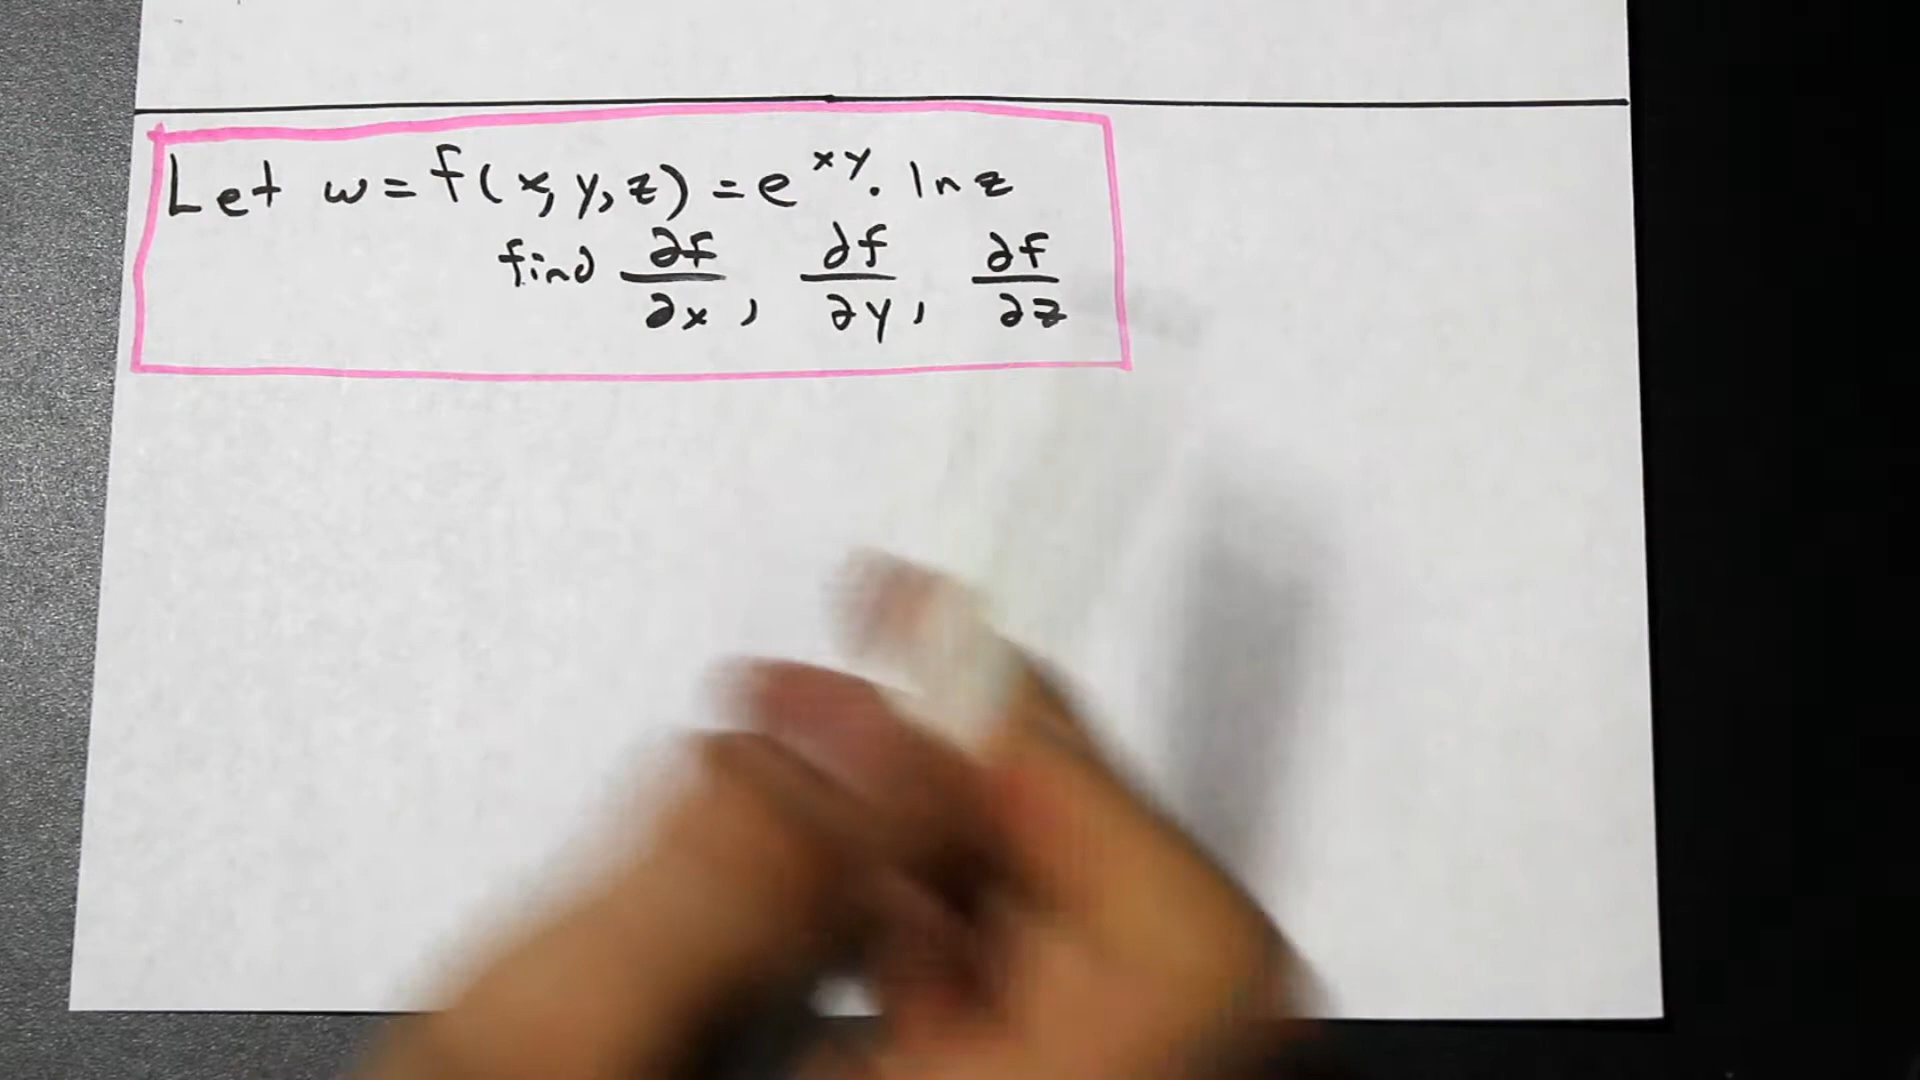 Let w = f(x, y, z) = e^{xy} · ln z
find ∂f/∂x, ∂f/∂y, ∂f/∂z